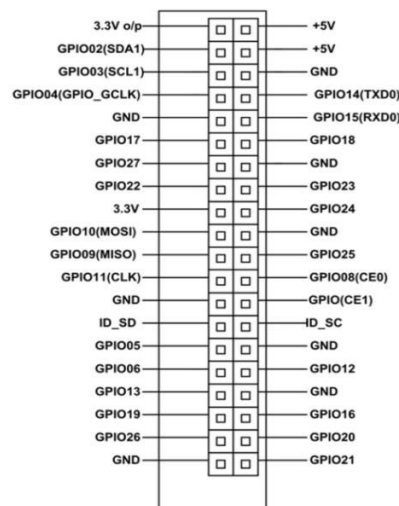 3.3V o/p +5V
GPIO02(SDA1) +5V
GPIO03(SCL1) GND
GPIO04(GPIO_GCLK) GPIO14(TXD0)
GND GPIO15(RXD0)
GPIO17 GPIO18
GPIO27 GND
GPIO22 GPIO23
3.3V GPIO24
GPIO10(MOSI) GND
GPIO09(MISO) GPIO25
GPIO11(CLK) GPIO08(CE0)
GND GPIO(CE1)
ID_SD ID_SC
GPIO05 GND
GPIO06 GPIO12
GPIO13 GND
GPIO19 GPIO16
GPIO26 GPIO20
GND GPIO21